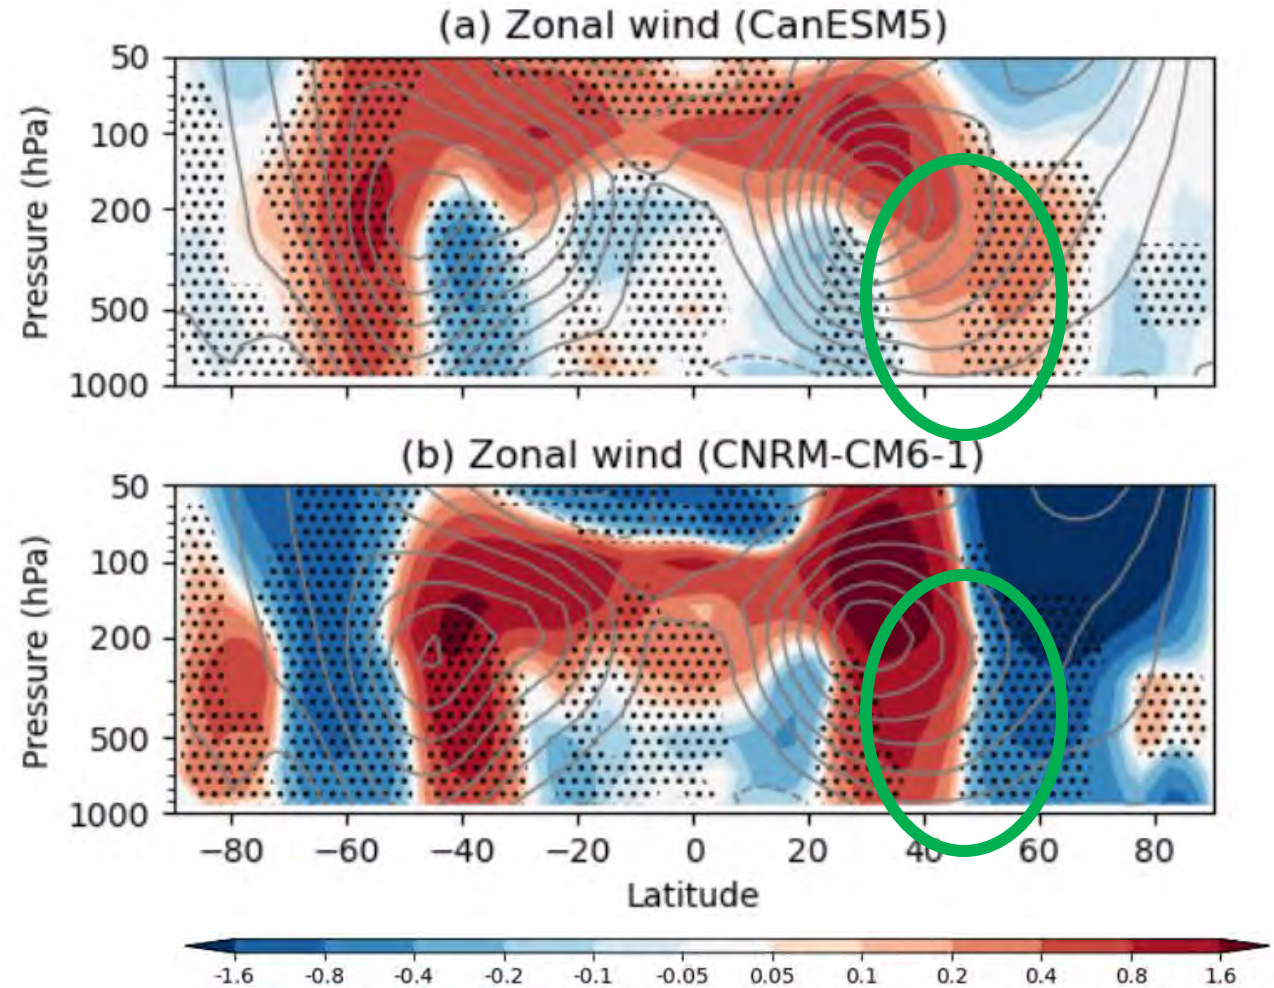 (a) Zonal wind (CanESM5)
50
100
200
500
1000
Pressure (hPa)
(b) Zonal wind (CNRM-CM6-1)
50
100
200
500
1000
Pressure (hPa)
−80 −60 −40 −20 0 20 40 60 80
Latitude
-1.6 -0.8 -0.4 -0.2 -0.1 -0.05 0.05 0.1 0.2 0.4 0.8 1.6